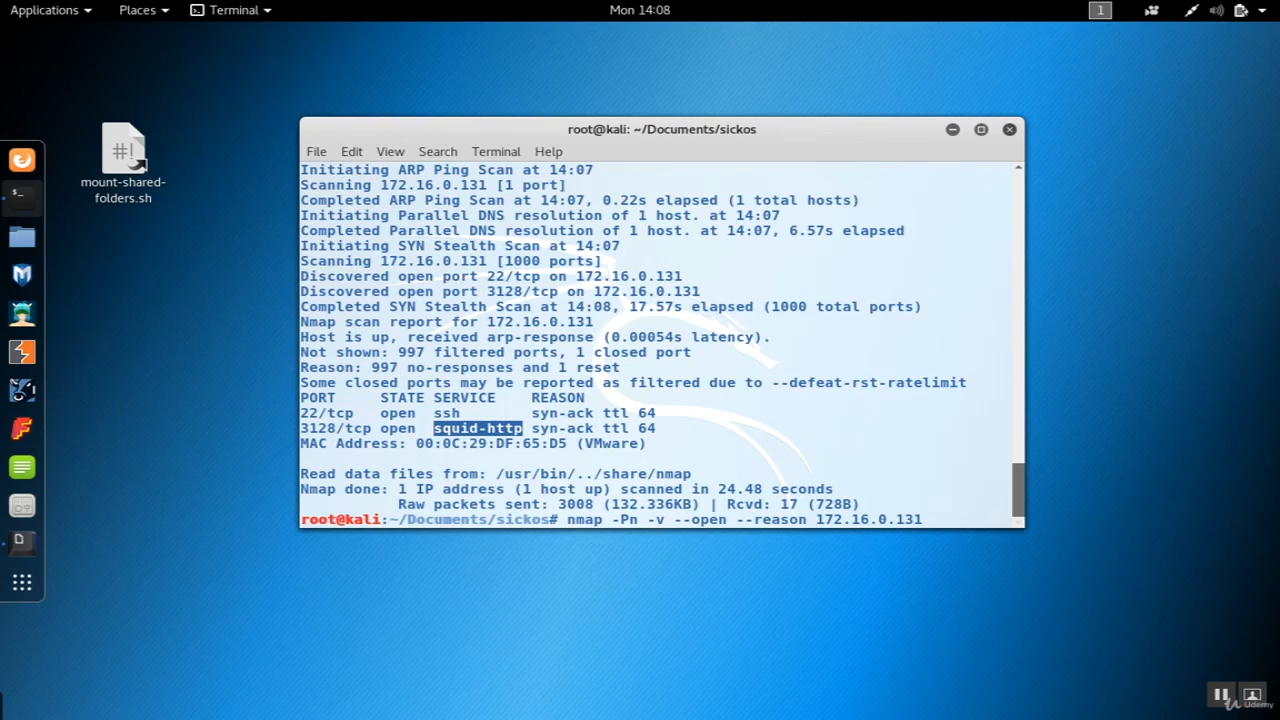 Applications Places Terminal Mon 14:08 1
mount-shared-
folders.sh
root@kali: ~/Documents/sickos
File Edit View Search Terminal Help
Initiating ARP Ping Scan at 14:07
Scanning 172.16.0.131 [1 port]
Completed ARP Ping Scan at 14:07, 0.22s elapsed (1 total hosts)
Initiating Parallel DNS resolution of 1 host. at 14:07
Completed Parallel DNS resolution of 1 host. at 14:07, 6.57s elapsed
Initiating SYN Stealth Scan at 14:07
Scanning 172.16.0.131 [1000 ports]
Discovered open port 22/tcp on 172.16.0.131
Discovered open port 3128/tcp on 172.16.0.131
Completed SYN Stealth Scan at 14:08, 17.57s elapsed (1000 total ports)
Nmap scan report for 172.16.0.131
Host is up, received arp-response (0.00054s latency).
Not shown: 997 filtered ports, 1 closed port
Reason: 997 no-responses and 1 reset
Some closed ports may be reported as filtered due to --defeat-rst-ratelimit
PORT STATE SERVICE REASON
22/tcp open ssh syn-ack ttl 64
3128/tcp open squid-http syn-ack ttl 64
MAC Address: 00:0C:29:DF:65:D5 (VMware)
Read data files from: /usr/bin/../share/nmap
Nmap done: 1 IP address (1 host up) scanned in 24.48 seconds
Raw packets sent: 3008 (132.336KB) | Rcvd: 17 (728B)
root@kali:~/Documents/sickos# nmap -Pn -v --open --reason 172.16.0.131
Udemy